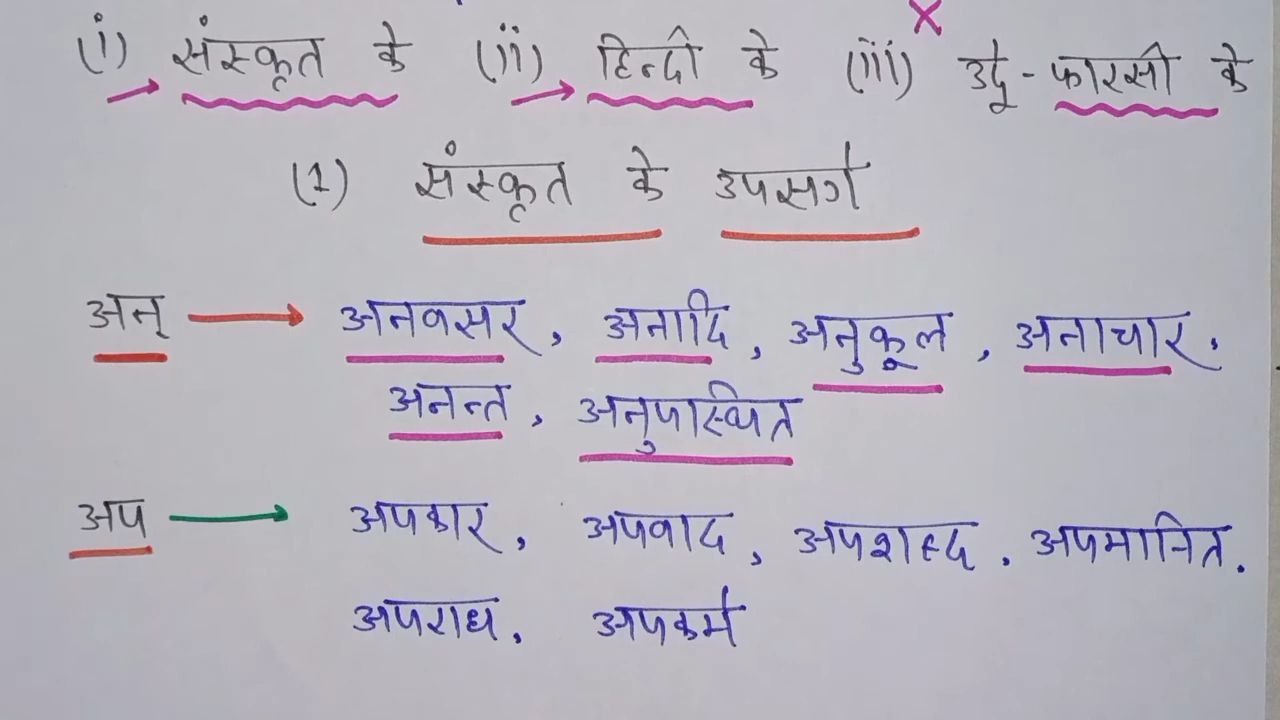 (i) संस्कृत के (ii) हिन्दी के (iii) उर्दू - फारसी के
(1) संस्कृत के उपसर्ग
अन् → अनवसर, अनादि, अनुकूल, अनाचार,
अनन्त, अनुपस्थित
अप → अपकार, अपवाद, अपशब्द, अपमानित,
अपराध, अपकर्म